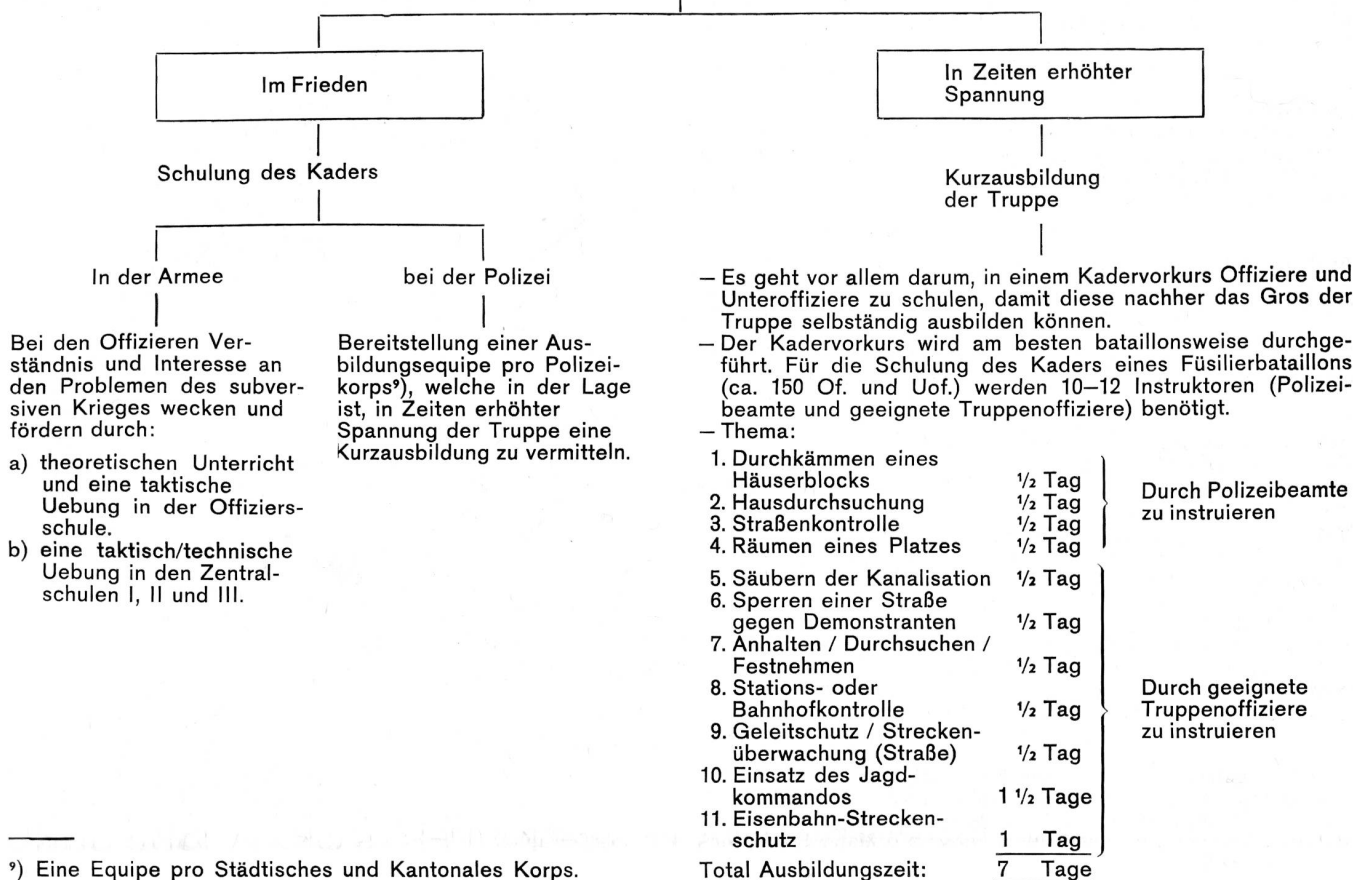 Im Frieden
Schulung des Kaders
In der Armee
Bei den Offizieren Ver-
ständnis und Interesse an
den Problemen des subver-
siven Krieges wecken und
fördern durch:
a) theoretischen Unterricht
und eine taktische
Uebung in der Offiziers-
schule.
b) eine taktisch/technische
Uebung in den Zentral-
schulen I, II und III.
bei der Polizei
Bereitstellung einer Aus-
bildungsequipe pro Polizei-
korps⁹), welche in der Lage
ist, in Zeiten erhöhter
Spannung der Truppe eine
Kurzausbildung zu vermitteln.
In Zeiten erhöhter
Spannung
Kurzausbildung
der Truppe
— Es geht vor allem darum, in einem Kadervorkurs Offiziere und
Unteroffiziere zu schulen, damit diese nachher das Gros der
Truppe selbständig ausbilden können.
— Der Kadervorkurs wird am besten bataillonsweise durchge-
führt. Für die Schulung des Kaders eines Füsilierbataillons
(ca. 150 Of. und Uof.) werden 10—12 Instruktoren (Polizei-
beamte und geeignete Truppenoffiziere) benötigt.
— Thema:
1. Durchkämmen eines
Häuserblocks ¹/₂ Tag
2. Hausdurchsuchung ¹/₂ Tag
3. Straßenkontrolle ¹/₂ Tag
4. Räumen eines Platzes ¹/₂ Tag
Durch Polizeibeamte
zu instruieren
5. Säubern der Kanalisation ¹/₂ Tag
6. Sperren einer Straße
gegen Demonstranten ¹/₂ Tag
7. Anhalten / Durchsuchen /
Festnehmen ¹/₂ Tag
8. Stations- oder
Bahnhofkontrolle ¹/₂ Tag
9. Geleitschutz / Strecken-
überwachung (Straße) ¹/₂ Tag
10. Einsatz des Jagd-
kommandos 1 ¹/₂ Tage
11. Eisenbahn-Strecken-
schutz 1 Tag
Durch geeignete
Truppenoffiziere
zu instruieren
Total Ausbildungszeit: 7 Tage
⁹) Eine Equipe pro Städtisches und Kantonales Korps.